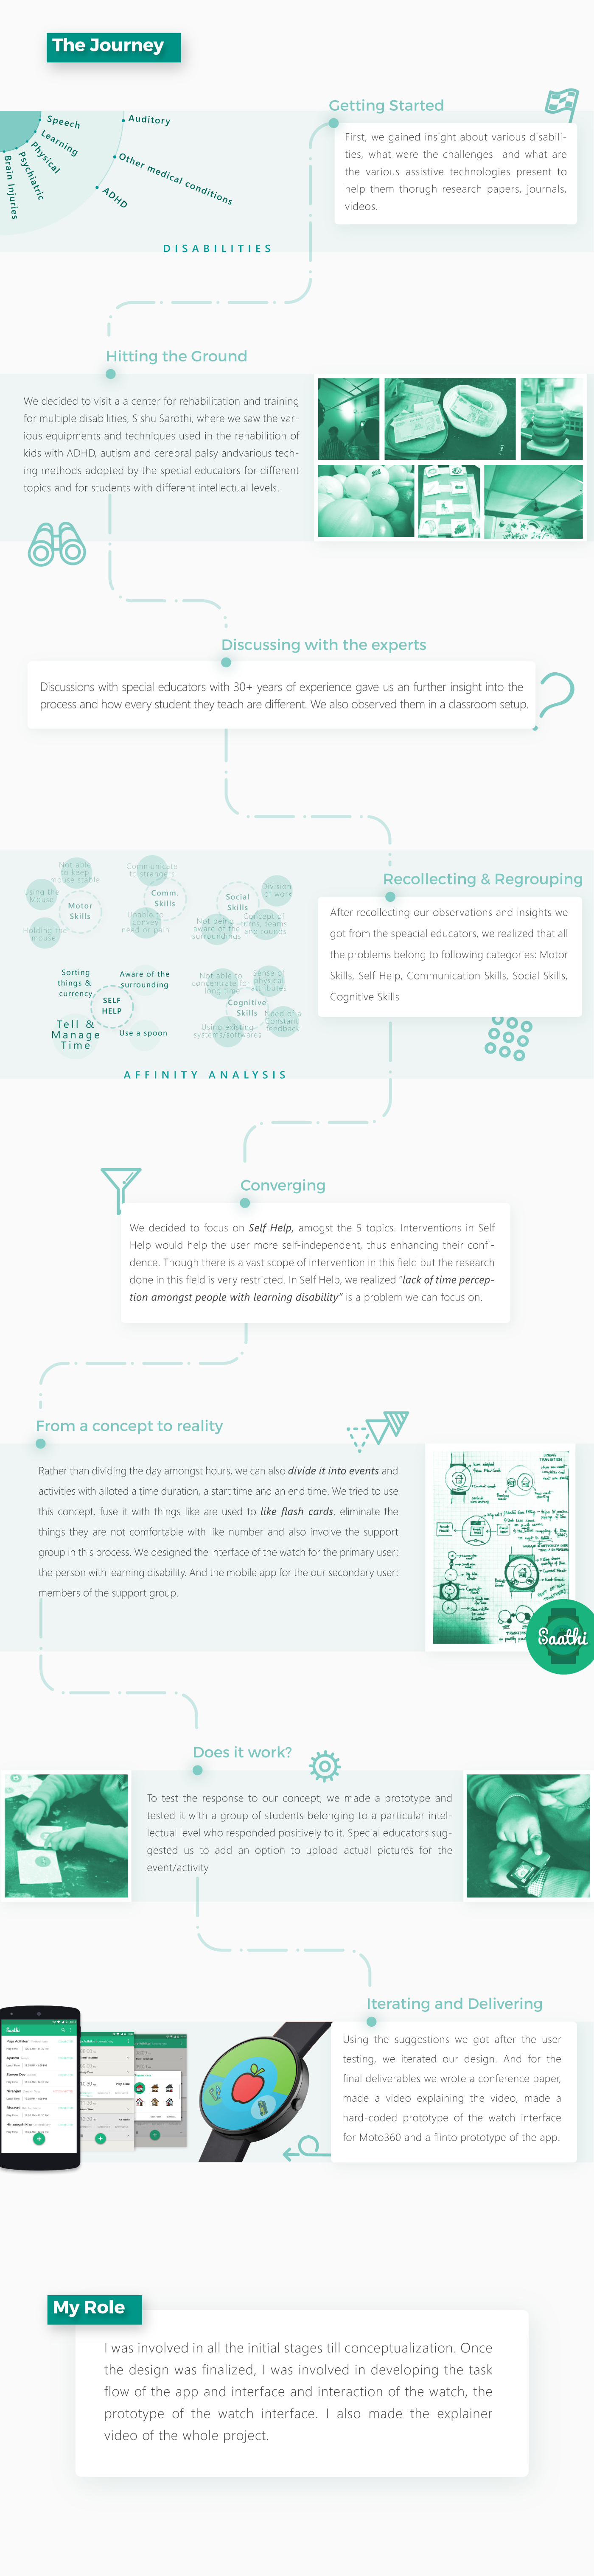 The Journey
Getting Started
Speech
Learning
Physical
Psychiatric
Brain Injuries
Auditory
Other medical conditions
ADHD
DISABILITIES
First, we gained insight about various disabili-
ties, what were the challenges and what are
the various assistive technologies present to
help them thorugh research papers, journals,
videos.
Hitting the Ground
We decided to visit a a center for rehabilitation and training
for multiple disabilities, Sishu Sarothi, where we saw the var-
ious equipments and techniques used in the rehabilitation of
kids with ADHD, autism and cerebral palsy andvarious tech-
ing methods adopted by the special educators for different
topics and for students with different intellectual levels.
Discussing with the experts
Discussions with special educators with 30+ years of experience gave us an further insight into the
process and how every student they teach are different. We also observed them in a classroom setup.
Recollecting & Regrouping
Not able
to keep
mouse stable
Using the
Mouse
Motor
Skills
Holding the
mouse
Communicate
to strangers
Comm.
Skills
Unable to
convey
need or pain
Social
Skills
Division
of work
Not being
aware of the
surroundings
Concept of
torns, teams
and rounds
Sorting
things &
currency
Aware of the
surrounding
SELF
HELP
Tell &
Manage
Time
Use a spoon
Not able to
concentrate for
long time
Sense of
physical
attributes
Cognitive
Skills
Using existing
systems/softwares
Need of a
Constant
feedback
AFFINITY ANALYSIS
After recollecting our observations and insights we
got from the speacial educators, we realized that all
the problems belong to following categories: Motor
Skills, Self Help, Communication Skills, Social Skills,
Cognitive Skills
Converging
We decided to focus on Self Help, amogst the 5 topics. Interventions in Self
Help would help the user more self-independent, thus enhancing their confi-
dence. Though there is a vast scope of intervention in this field but the research
done in this field is very restricted. In Self Help, we realized "lack of time percep-
tion amongst people with learning disability" is a problem we can focus on.
From a concept to reality
Rather than dividing the day amongst hours, we can also divide it into events and
activities with alloted a time duration, a start time and an end time. We tried to use
this concept, fuse it with things like are used to like flash cards, eliminate the
things they are not comfortable with like number and also involve the support
group in this process. We designed the interface of the watch for the primary user:
the person with learning disability. And the mobile app for the our secondary user:
members of the support group.
Saathi
Does it work?
To test the response to our concept, we made a prototype and
tested it with a group of students belonging to a particular intel-
lectual level who responded positively to it. Special educators sug-
gested us to add an option to upload actual pictures for the
event/activity
Iterating and Delivering
Saathi
Using the suggestions we got after the user
testing, we iterated our design. And for the
final deliverables we wrote a conference paper,
made a video explaining the video, made a
hard-coded prototype of the watch interface
for Moto360 and a flinto prototype of the app.
My Role
I was involved in all the initial stages till conceptualization. Once
the design was finalized, I was involved in developing the task
flow of the app and interface and interaction of the watch, the
prototype of the watch interface. I also made the explainer
video of the whole project.